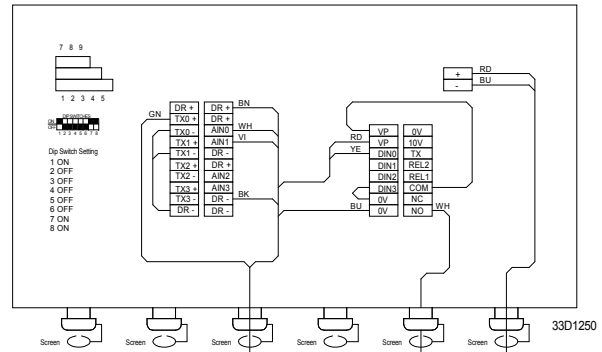 7 8 9
1 2 3 4 5
DIPSWITCHES
ON
OFF
1 2 3 4 5 6 7 8
Dip Switch Setting
1 ON
2 OFF
3 OFF
4 OFF
5 OFF
6 OFF
7 ON
8 ON
GN
DR + DR + BN
TX0 + DR +
TX0 - AIN0 WH
TX1 + AIN1 VI
TX1 - DR -
TX2 + DR +
TX2 - AIN2
TX3 + AIN3
TX3 - DR - BK
DR - DR -
VP 0V
RD VP 10V
YE DIN0 TX
DIN1 REL2
DIN2 REL1
DIN3 COM
0V NC
BU 0V NO WH
+ RD
- BU
33D1250
Screen Screen Screen Screen Screen Screen